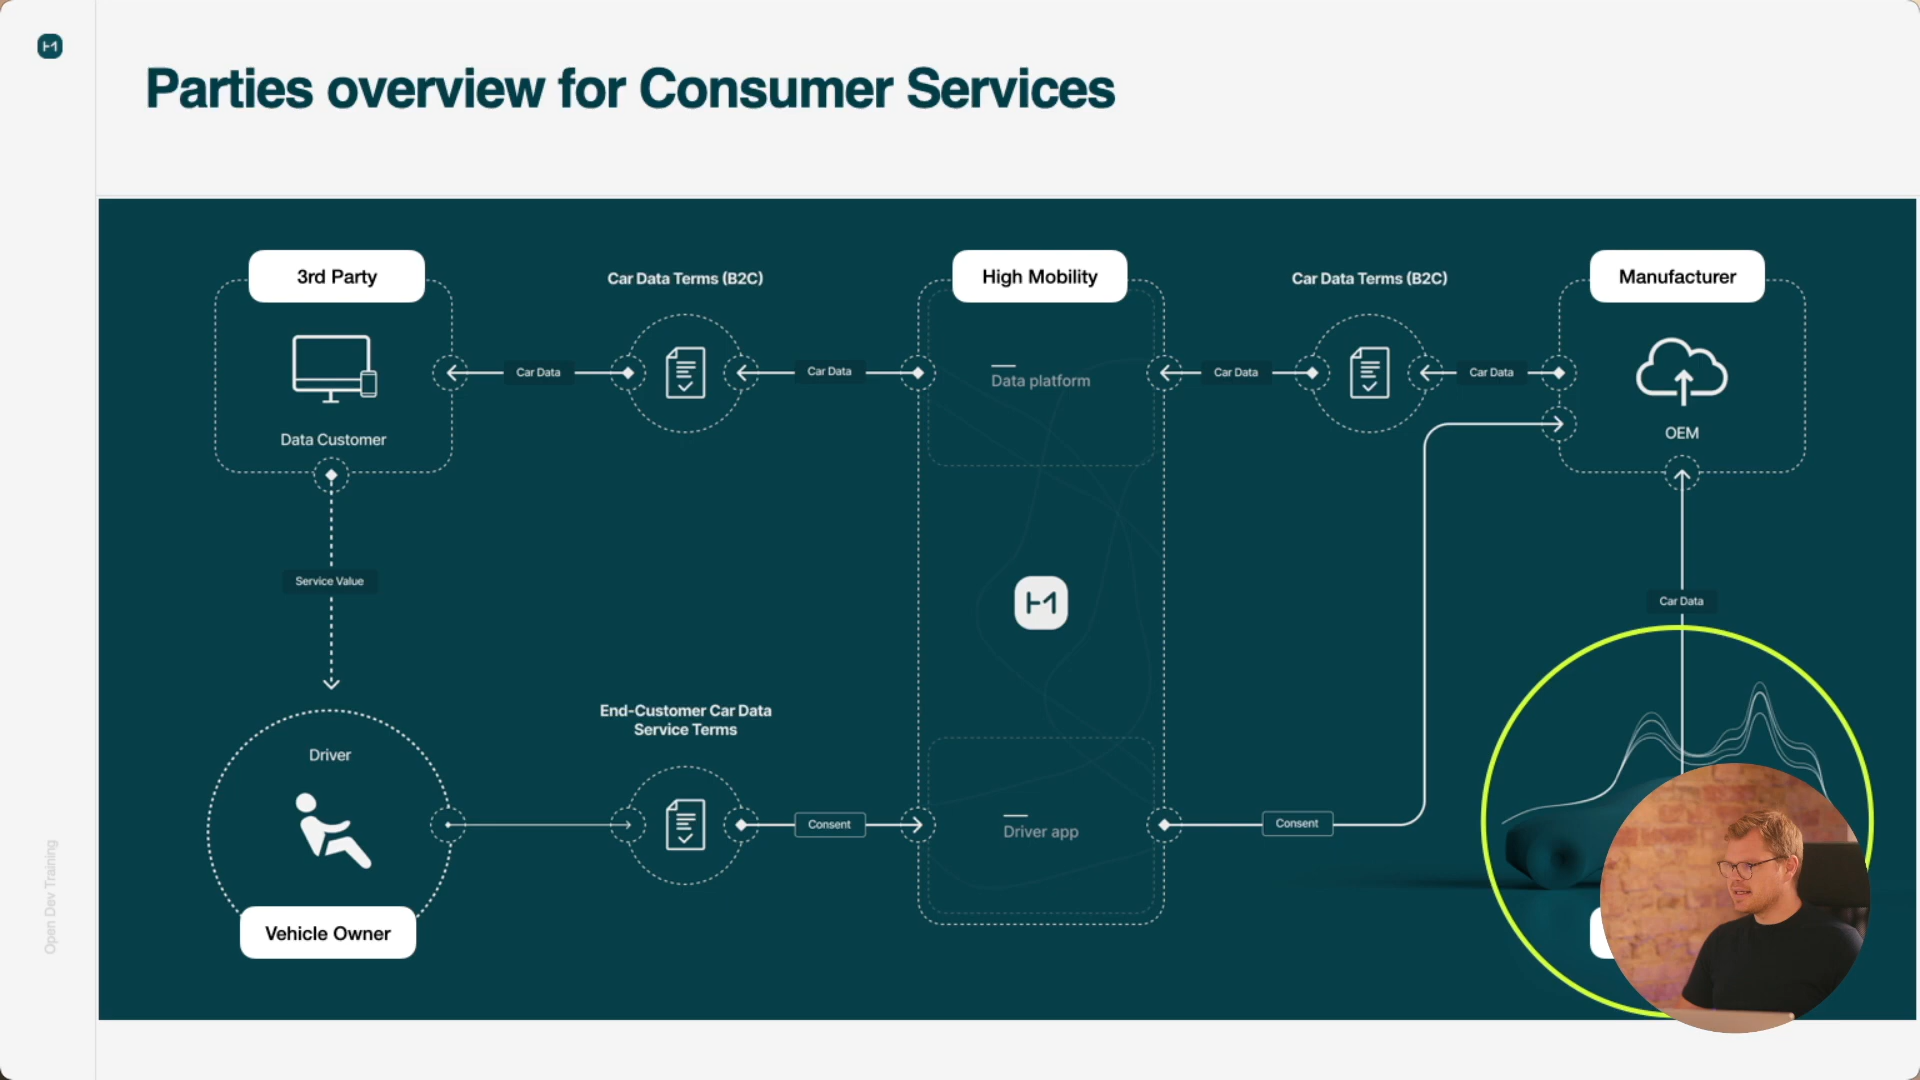 Parties overview for Consumer Services
3rd Party
Car Data Terms (B2C)
High Mobility
Car Data Terms (B2C)
Manufacturer
Car Data
Car Data
Data platform
Car Data
Car Data
Data Customer
OEM
Service Value
Car Data
End-Customer Car Data
Service Terms
Driver
Consent
Driver app
Consent
Vehicle Owner
Open Dev Training